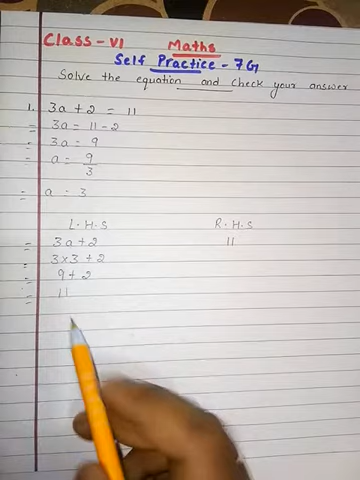 Class - VI Maths
Self Practice - 7G
Solve the equation and check your answer
1. 3a + 2 = 11
= 3a = 11 - 2
= 3a = 9
= a = 9/3
= a = 3
L.H.S R.H.S
= 3a + 2 11
= 3 × 3 + 2
= 9 + 2
= 11